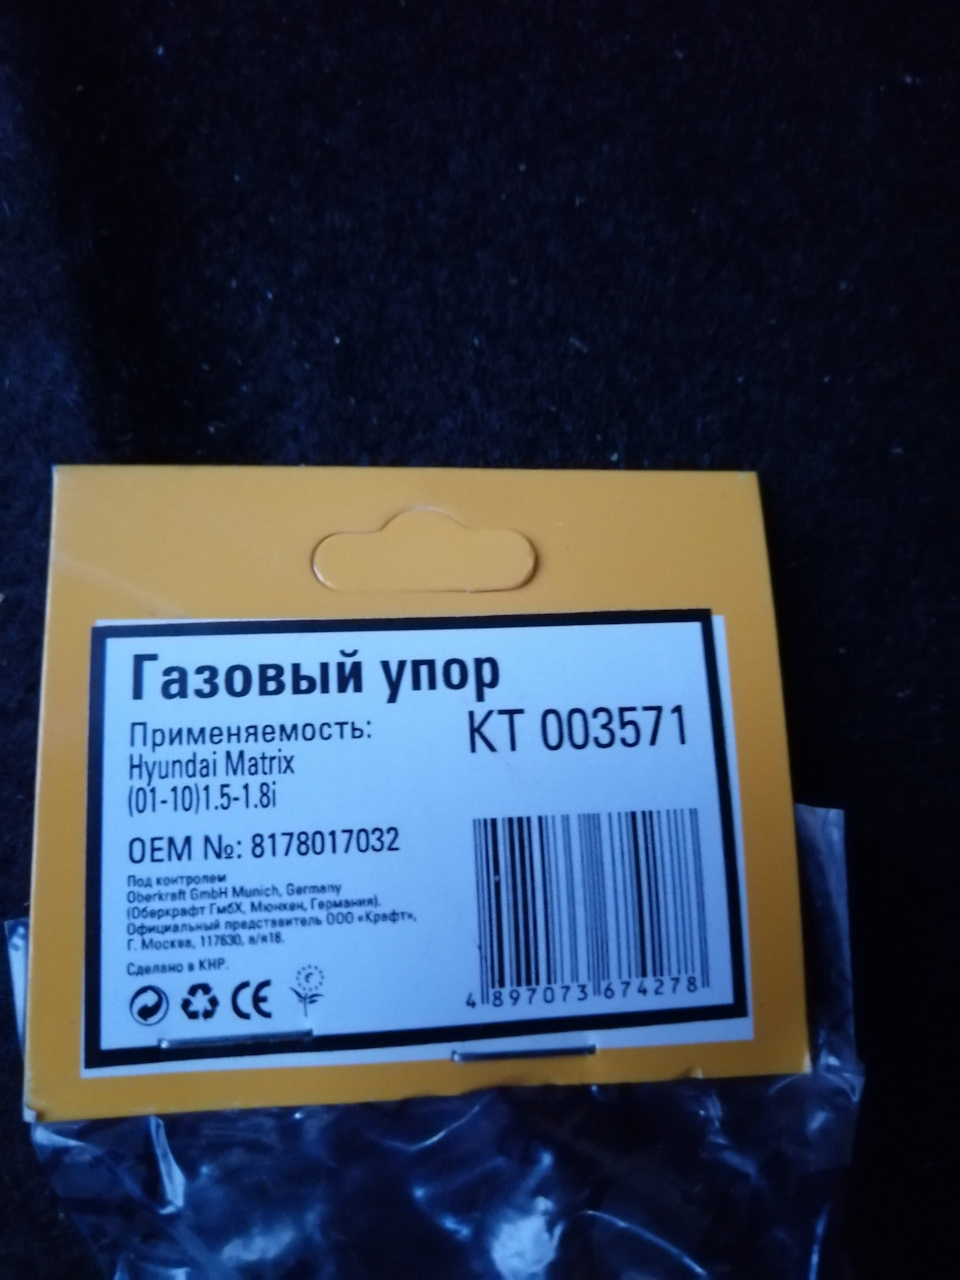 Газовый упор
Применяемость:
KT 003571
Hyundai Matrix
(01-10)1.5-1.8i
OEM №: 8178017032
Под контролем
Oberkraft GmbH Munich, Germany
(Оберкрафт ГмбХ, Мюнхен, Германия).
Официальный представитель ООО «Крафт»,
Г. Москва, 117630, а/я18.
Сделано в КНР.
CE
4 897073 674278